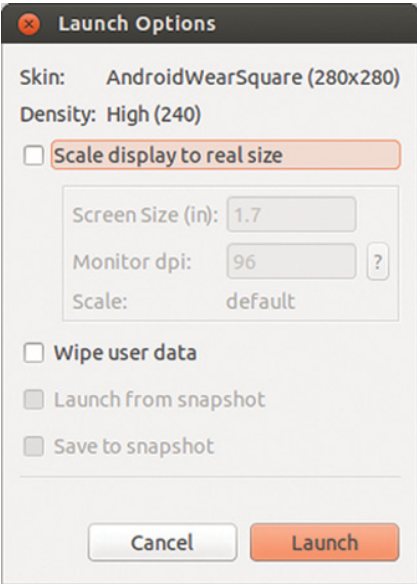 Launch Options
Skin: AndroidWearSquare (280x280)
Density: High (240)
Scale display to real size
Screen Size (in): 1.7
Monitor dpi: 96 ?
Scale: default
Wipe user data
Launch from snapshot
Save to snapshot
Cancel Launch